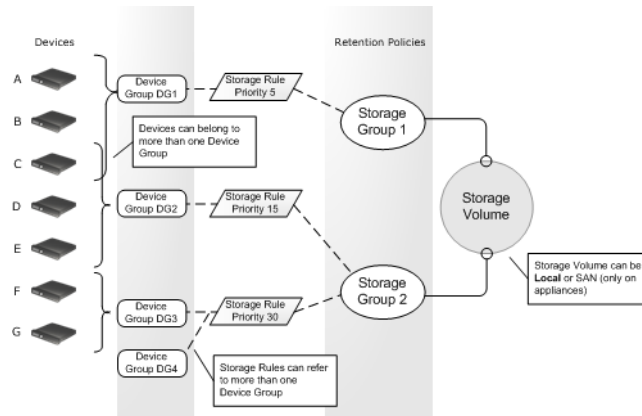 Devices
Retention Policies
A
B
C
D
E
F
G
Device
Group DG1
Storage Rule
Priority 5
Storage
Group 1
Devices can belong to
more than one Device
Group
Device
Group DG2
Storage Rule
Priority 15
Storage
Volume
Storage Volume can be
Local or SAN (only on
appliances)
Storage
Group 2
Device
Group DG3
Storage Rule
Priority 30
Device
Group DG4
Storage Rules can refer
to more than one
Device Group